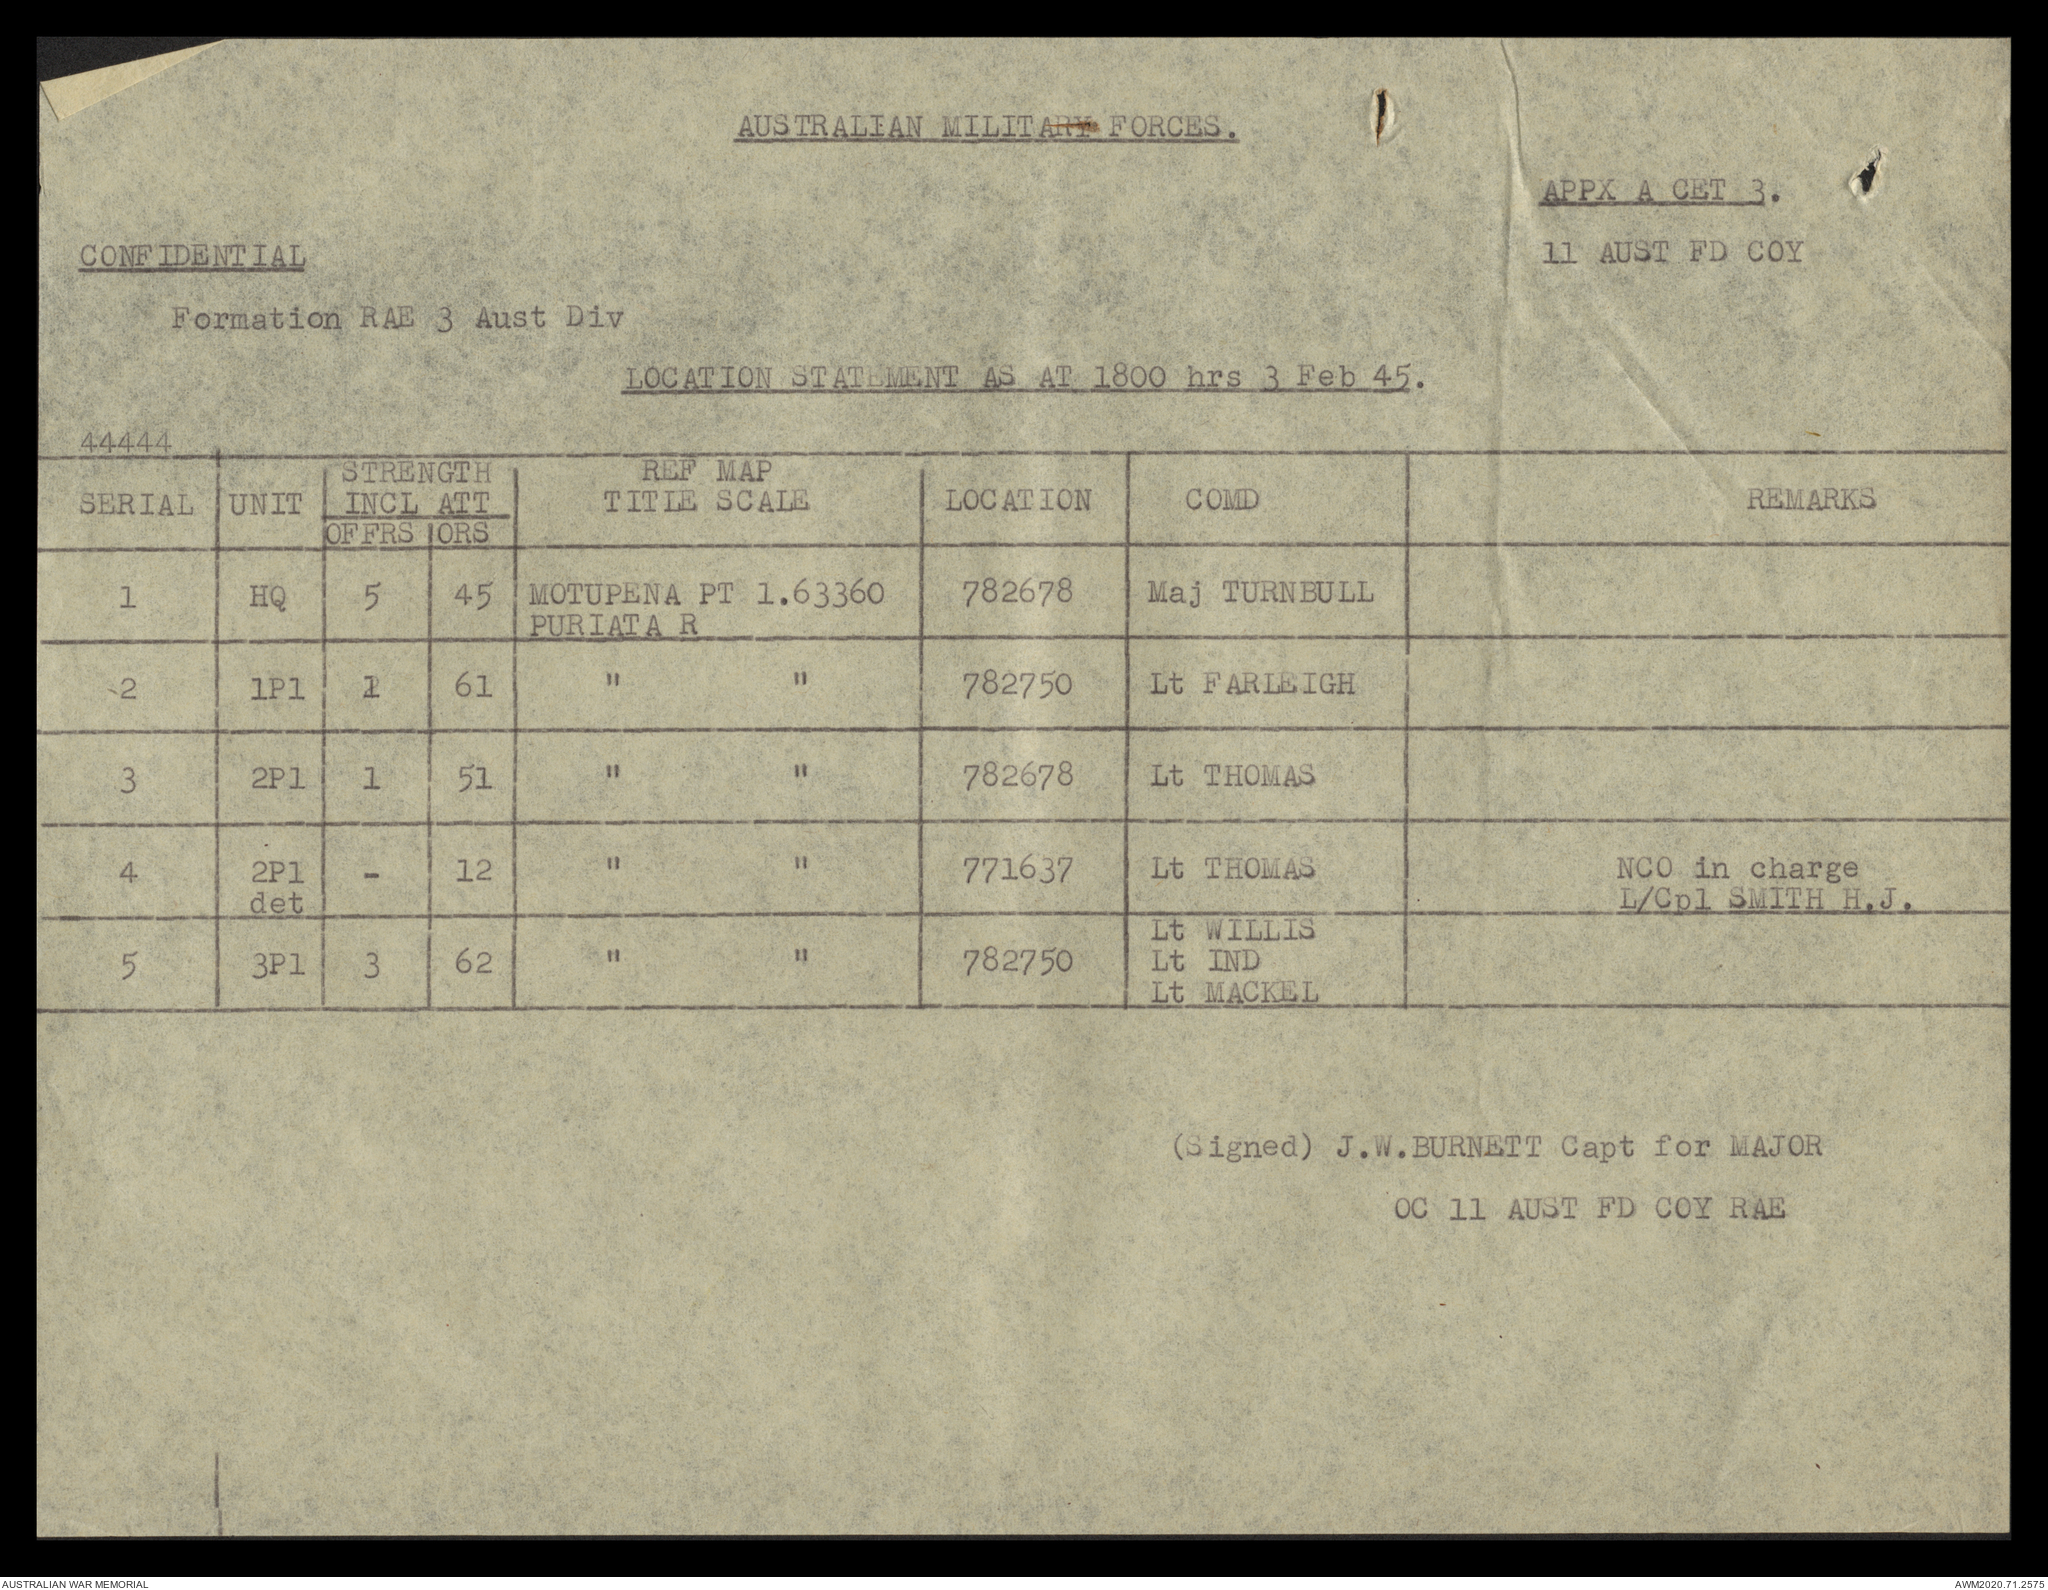 AUSTRALIAN MILITARY FORCES.
APPX A CET 3.
CONFIDENTIAL
11 AUST FD COY
Formation RAE 3 Aust Div
LOCATION STATEMENT AS AT 1800 hrs 3 Feb 45.
44444
SERIAL UNIT STRENGTH INCL ATT OFFRS ORS REF MAP TITLE SCALE LOCATION COMD REMARKS
1 HQ 5 45 MOTUPENA PT 1.63360 782678 Maj TURNBULL
PURIATA R
2 1Pl 1 61 " " 782750 Lt FARLEIGH
3 2Pl 1 51 " " 782678 Lt THOMAS
4 2Pl - 12 " " 771637 Lt THOMAS NCO in charge
det L/Cpl SMITH H.J.
Lt WILLIS
5 3Pl 3 62 " " 782750 Lt IND
Lt MACKEL
(Signed) J.W.BURNETT Capt for MAJOR
OC 11 AUST FD COY RAE
AUSTRALIAN WAR MEMORIAL
AWM2020.71.2575